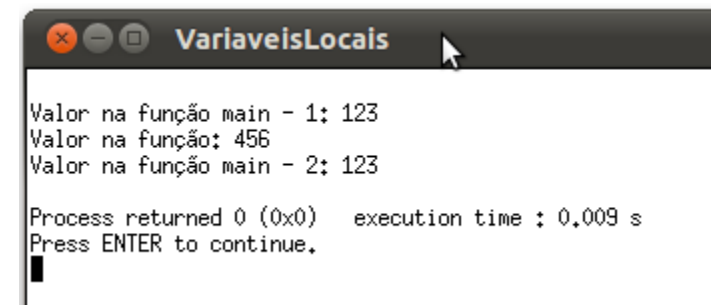 VariaveisLocais
Valor na função main - 1: 123
Valor na função: 456
Valor na função main - 2: 123
Process returned 0 (0x0)   execution time : 0.009 s
Press ENTER to continue.